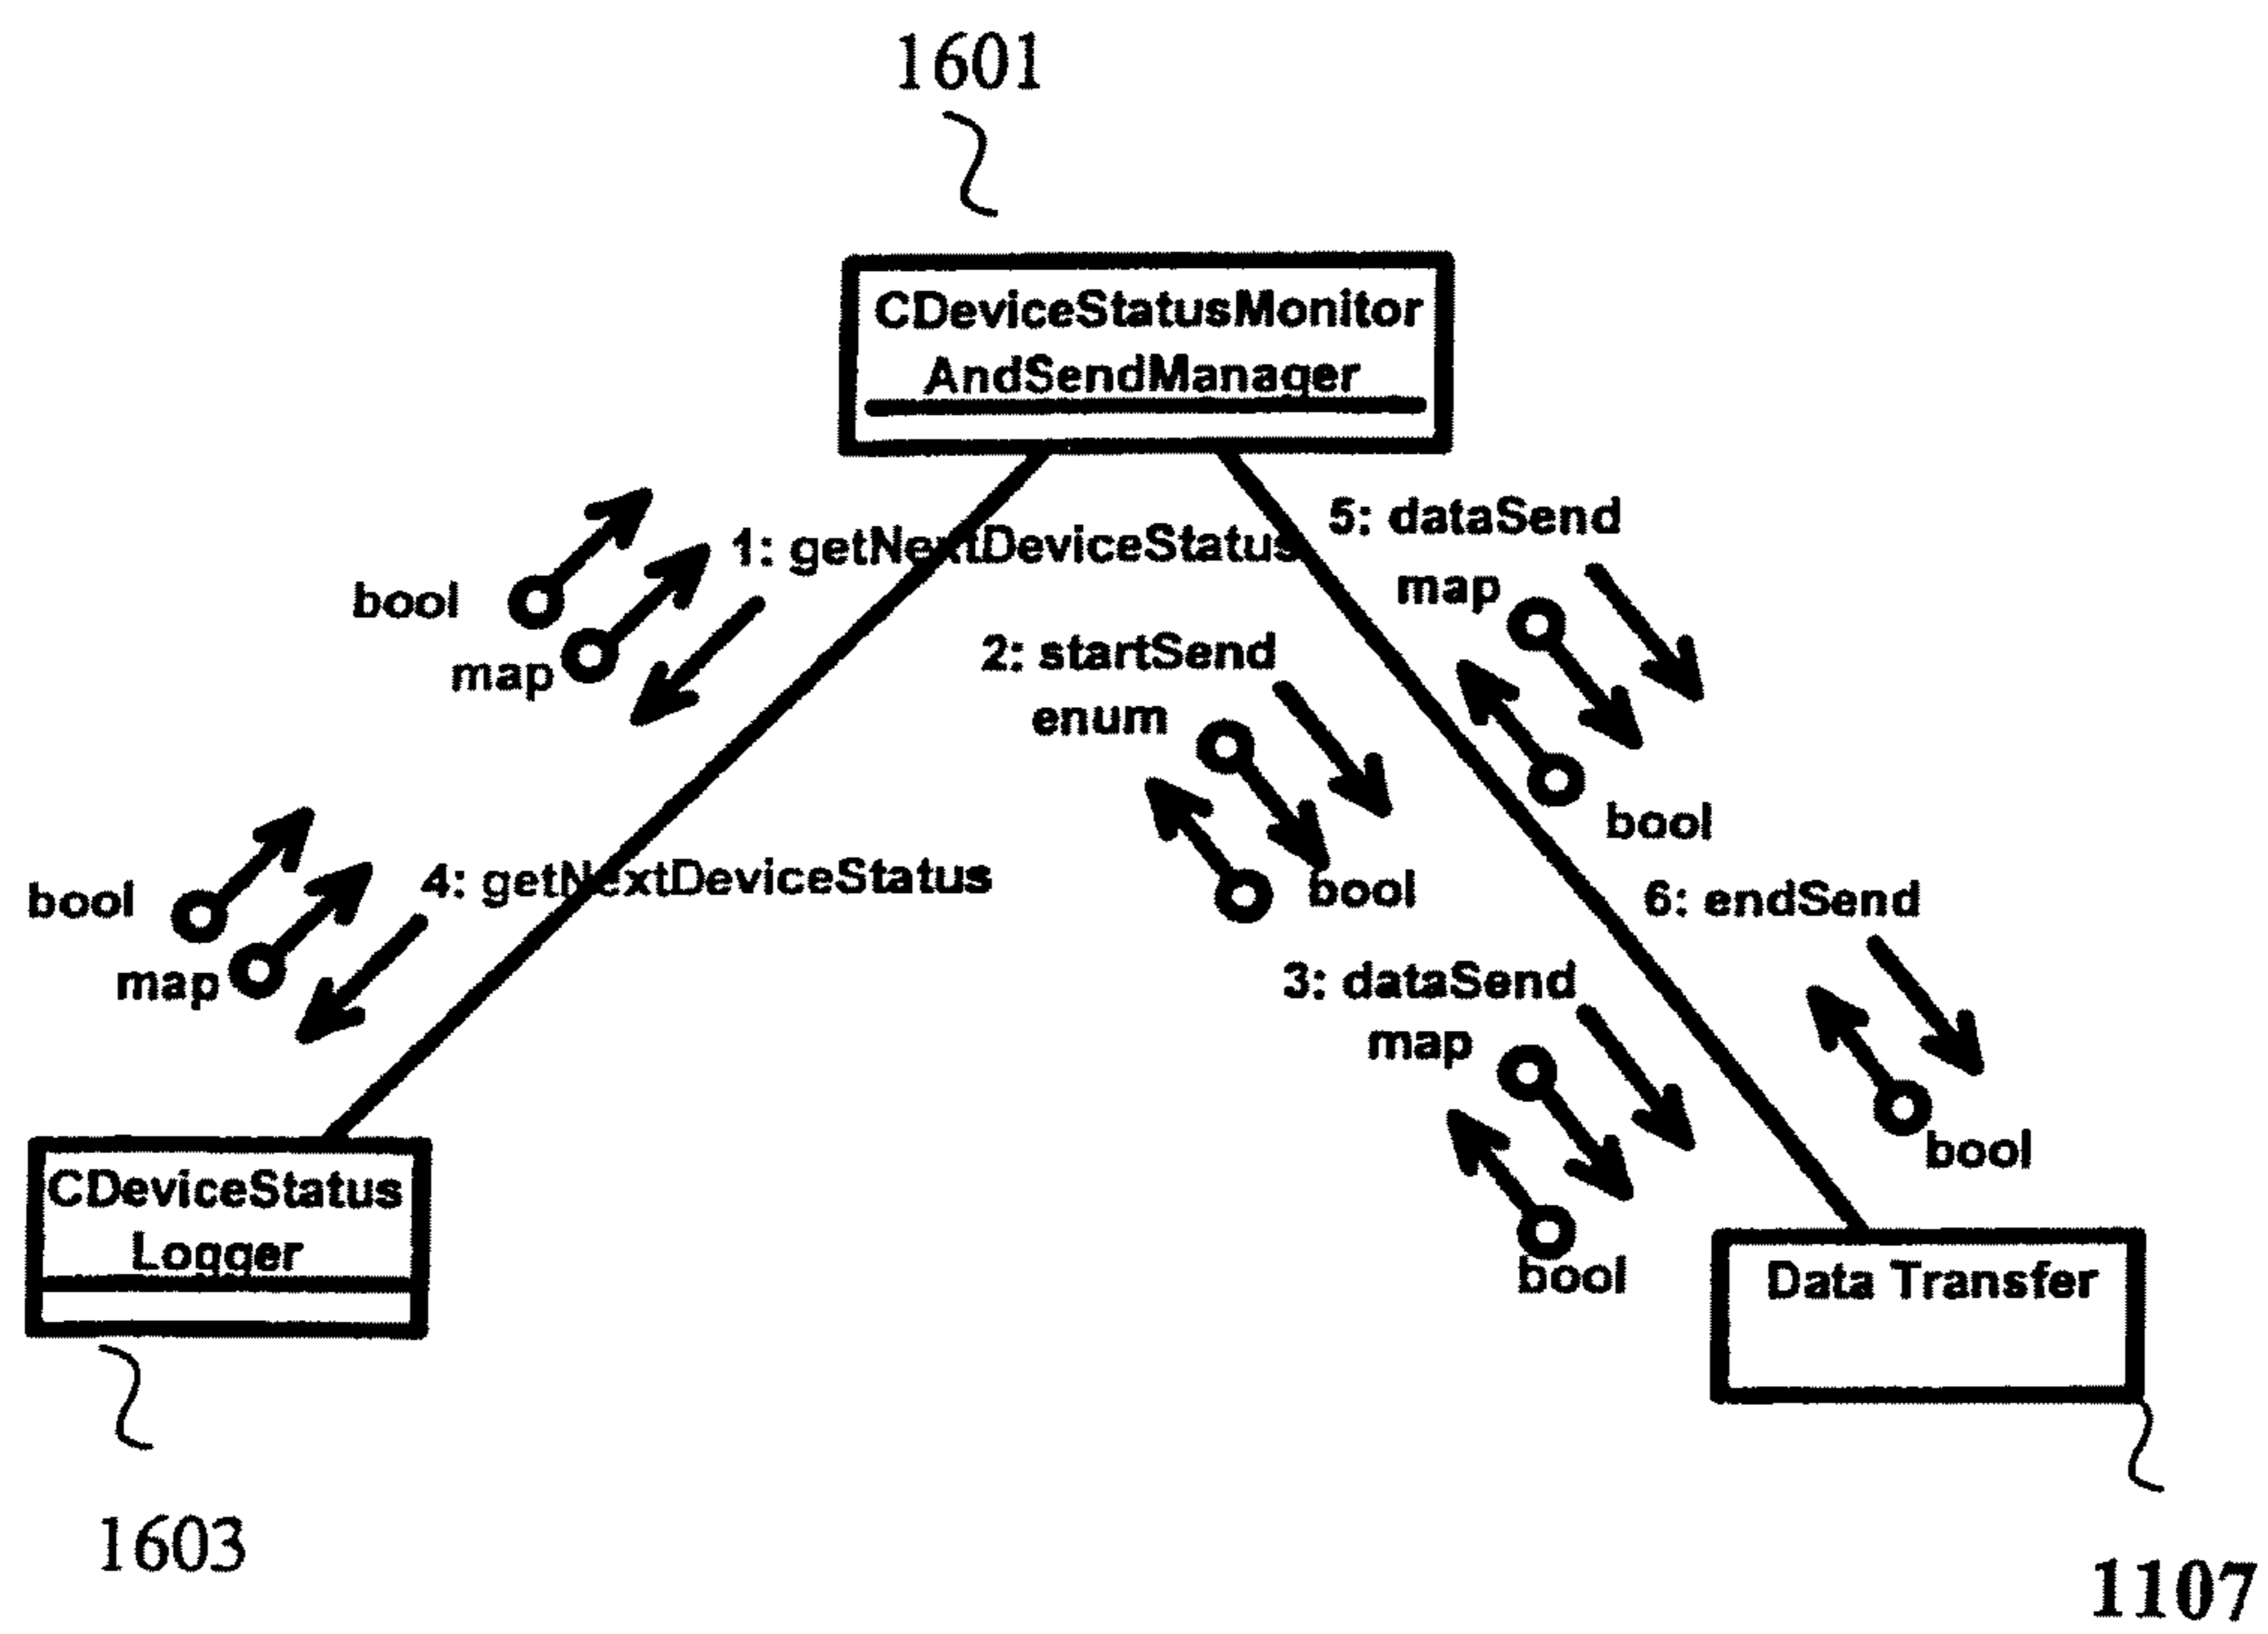 1601
CDeviceStatusMonitor
AndSendManager
1: getNextDeviceStatus
bool
map
5: dataSend
map
bool
2: startSend
enum
bool
4: getNextDeviceStatus
bool
map
6: endSend
bool
3: dataSend
map
bool
CDeviceStatus
Logger
Data Transfer
1603
1107